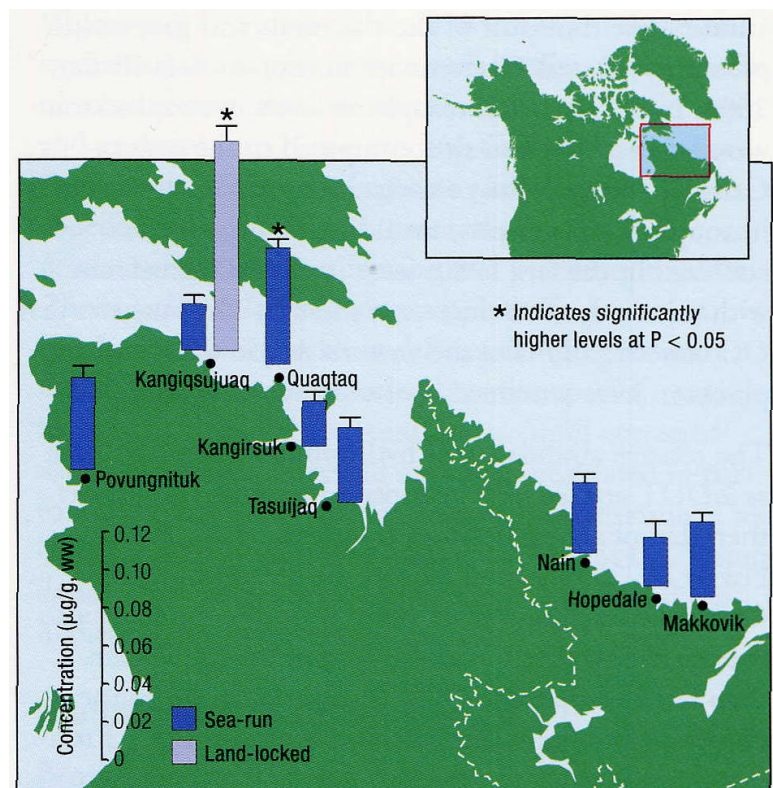 *
*
* Indicates significantly
higher levels at P < 0.05
Kangiqsujuaq
Quaqtaq
Kangirsuk
Povungnituk
Tasuijaq
Nain
Hopedale
Makkovik
Concentration (µg/g, ww)
0.12
0.10
0.08
0.06
0.04
0.02
0
Sea-run
Land-locked